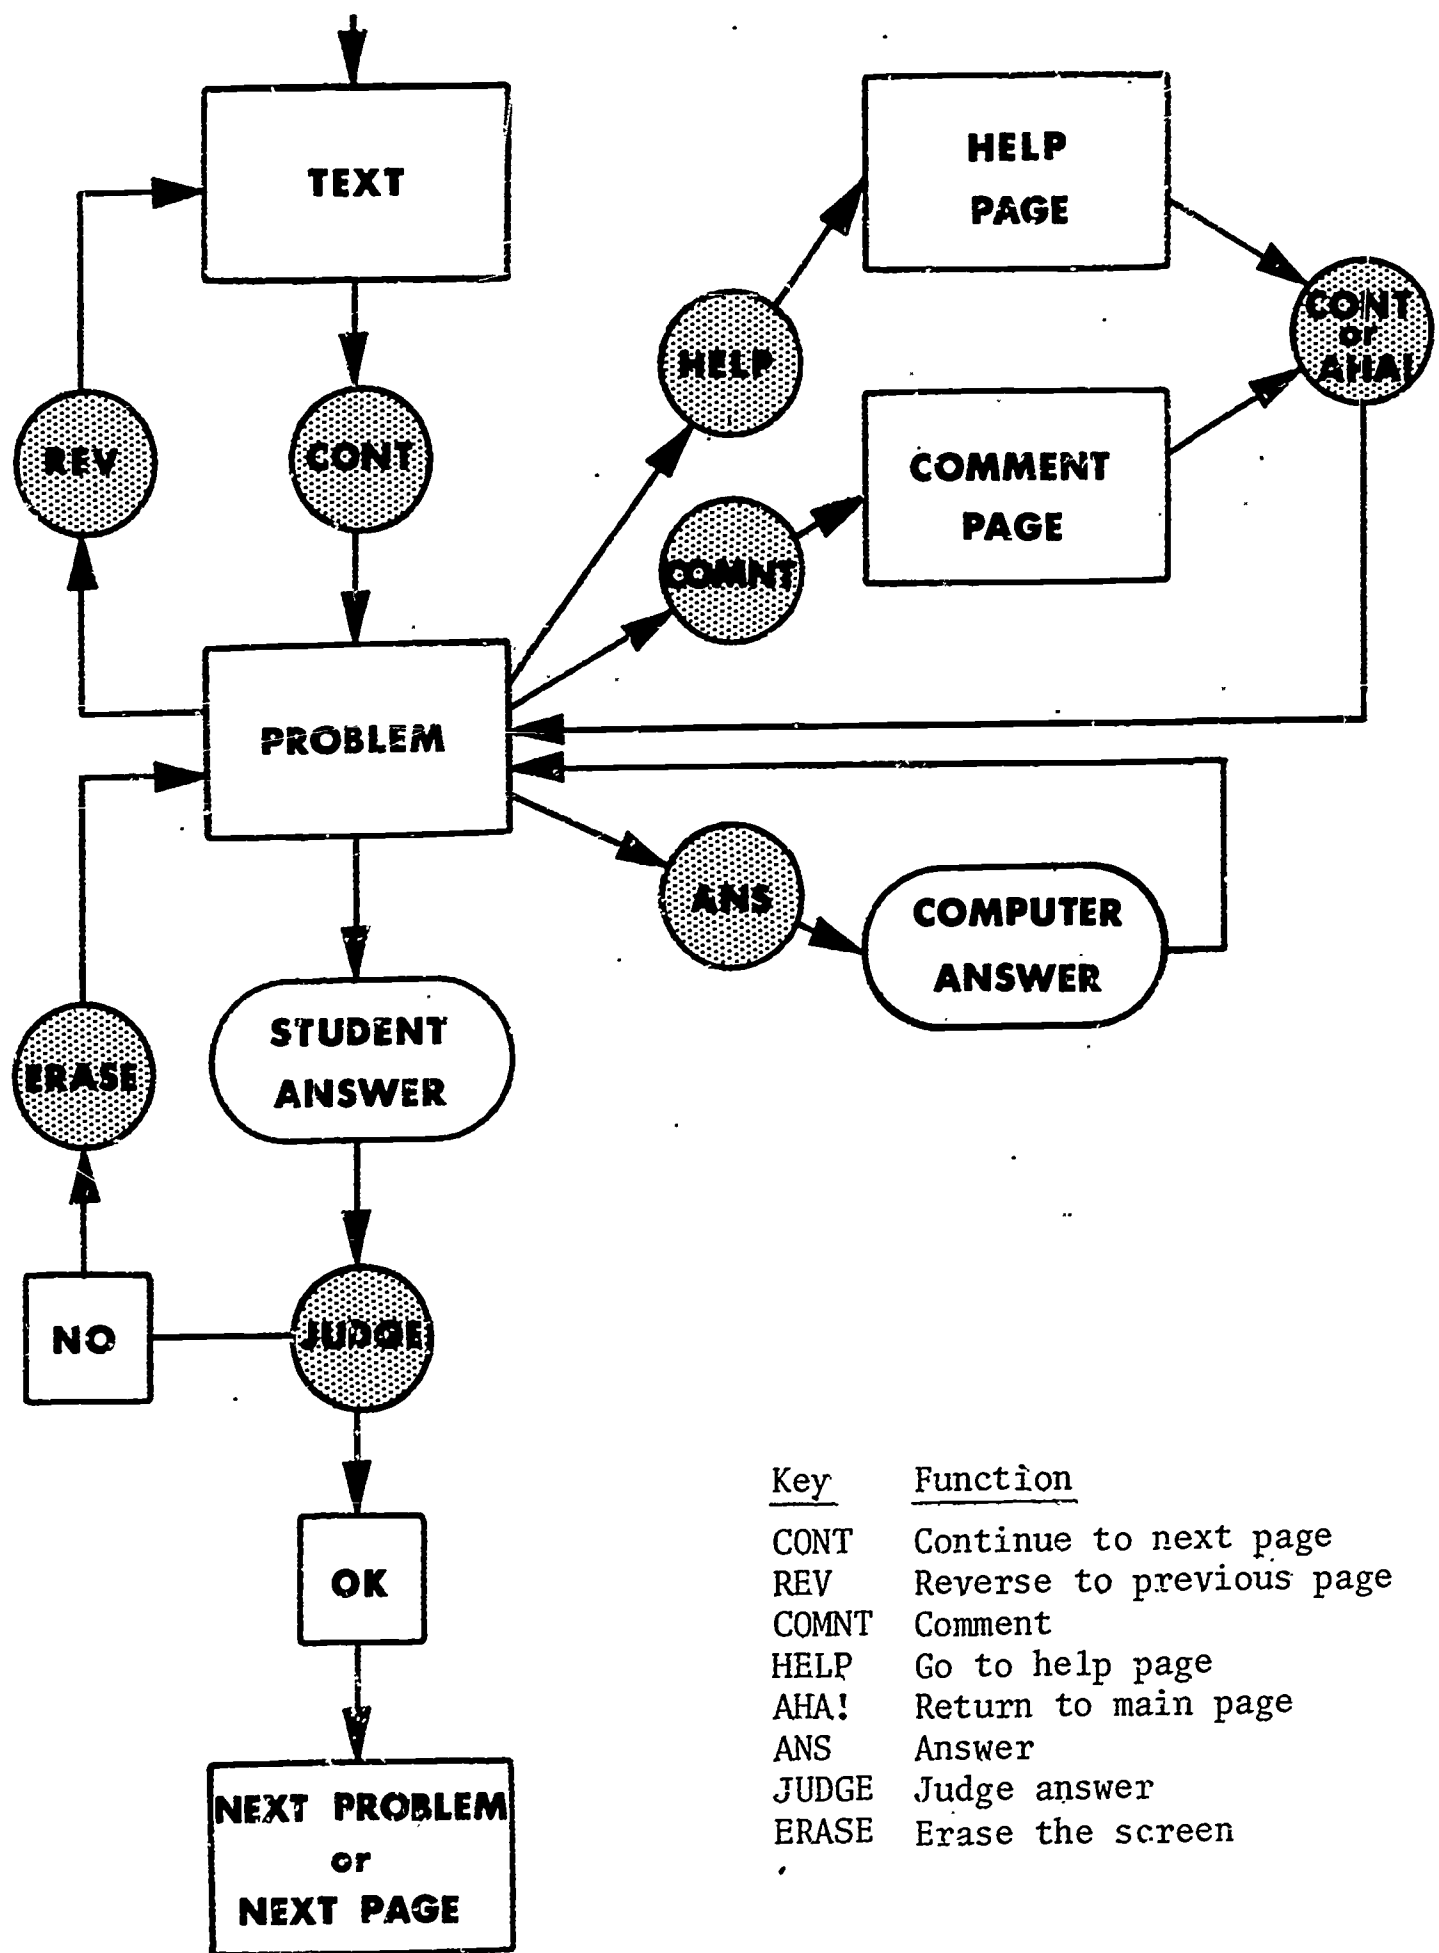 TEXT
HELP
PAGE
CONT
or
AHA!
HELP
REV
CONT
COMMENT
PAGE
COMNT
PROBLEM
ANS
COMPUTER
ANSWER
STUDENT
ANSWER
ERASE
NO
JUDGE
OK
NEXT PROBLEM
or
NEXT PAGE
Key Function
CONT Continue to next page
REV Reverse to previous page
COMNT Comment
HELP Go to help page
AHA! Return to main page
ANS Answer
JUDGE Judge answer
ERASE Erase the screen